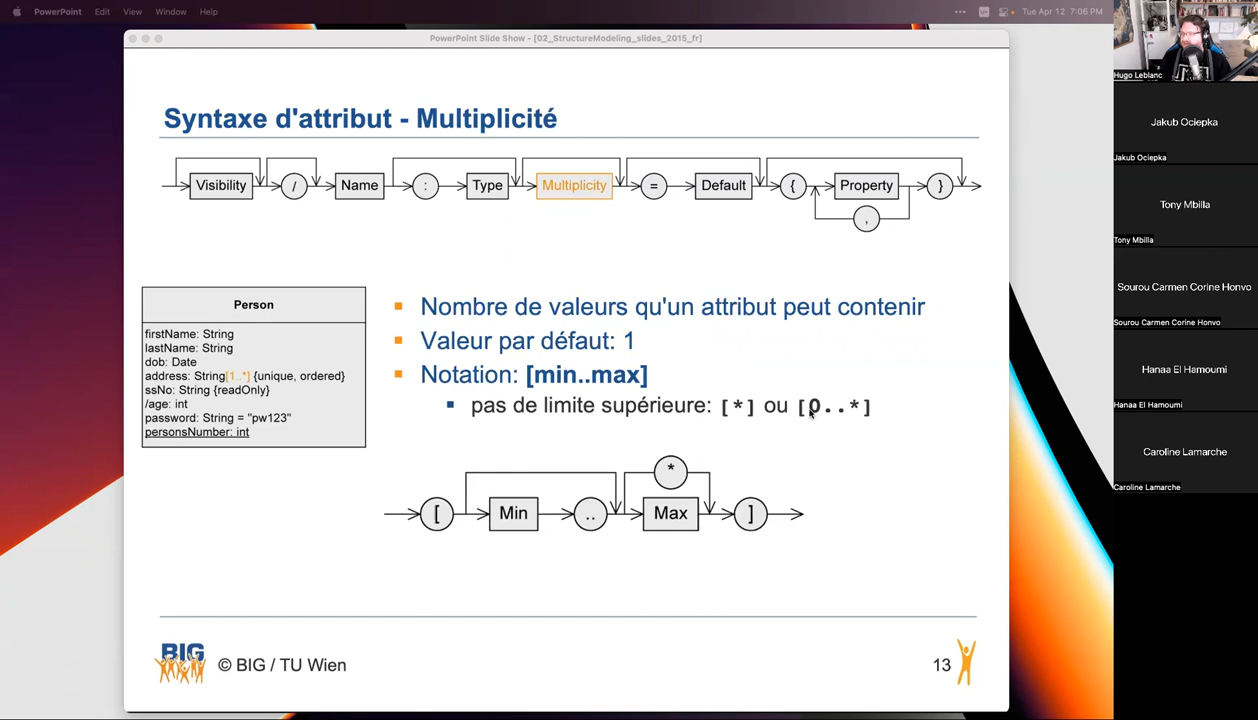 PowerPoint Edit View Window Help
Tue Apr 12 7:06 PM
PowerPoint Slide Show - [02_StructureModeling_slides_2015_fr]
Syntaxe d'attribut - Multiplicité
Visibility / Name : Type Multiplicity = Default { Property }
,
Person
firstName: String
lastName: String
dob: Date
address: String[1..*] {unique, ordered}
ssNo: String {readOnly}
/age: int
password: String = "pw123"
personsNumber: int
Nombre de valeurs qu'un attribut peut contenir
Valeur par défaut: 1
Notation: [min..max]
pas de limite supérieure: [*] ou [0..*]
*
[ Min .. Max ]
BIG
© BIG / TU Wien
13
Hugo Leblanc
Jakub Ociepka
Jakub Ociepka
Tony Mbilla
Tony Mbilla
Sourou Carmen Corine Honvo
Sourou Carmen Corine Honvo
Hanaa El Hamoumi
Hanaa El Hamoumi
Caroline Lamarche
Caroline Lamarche